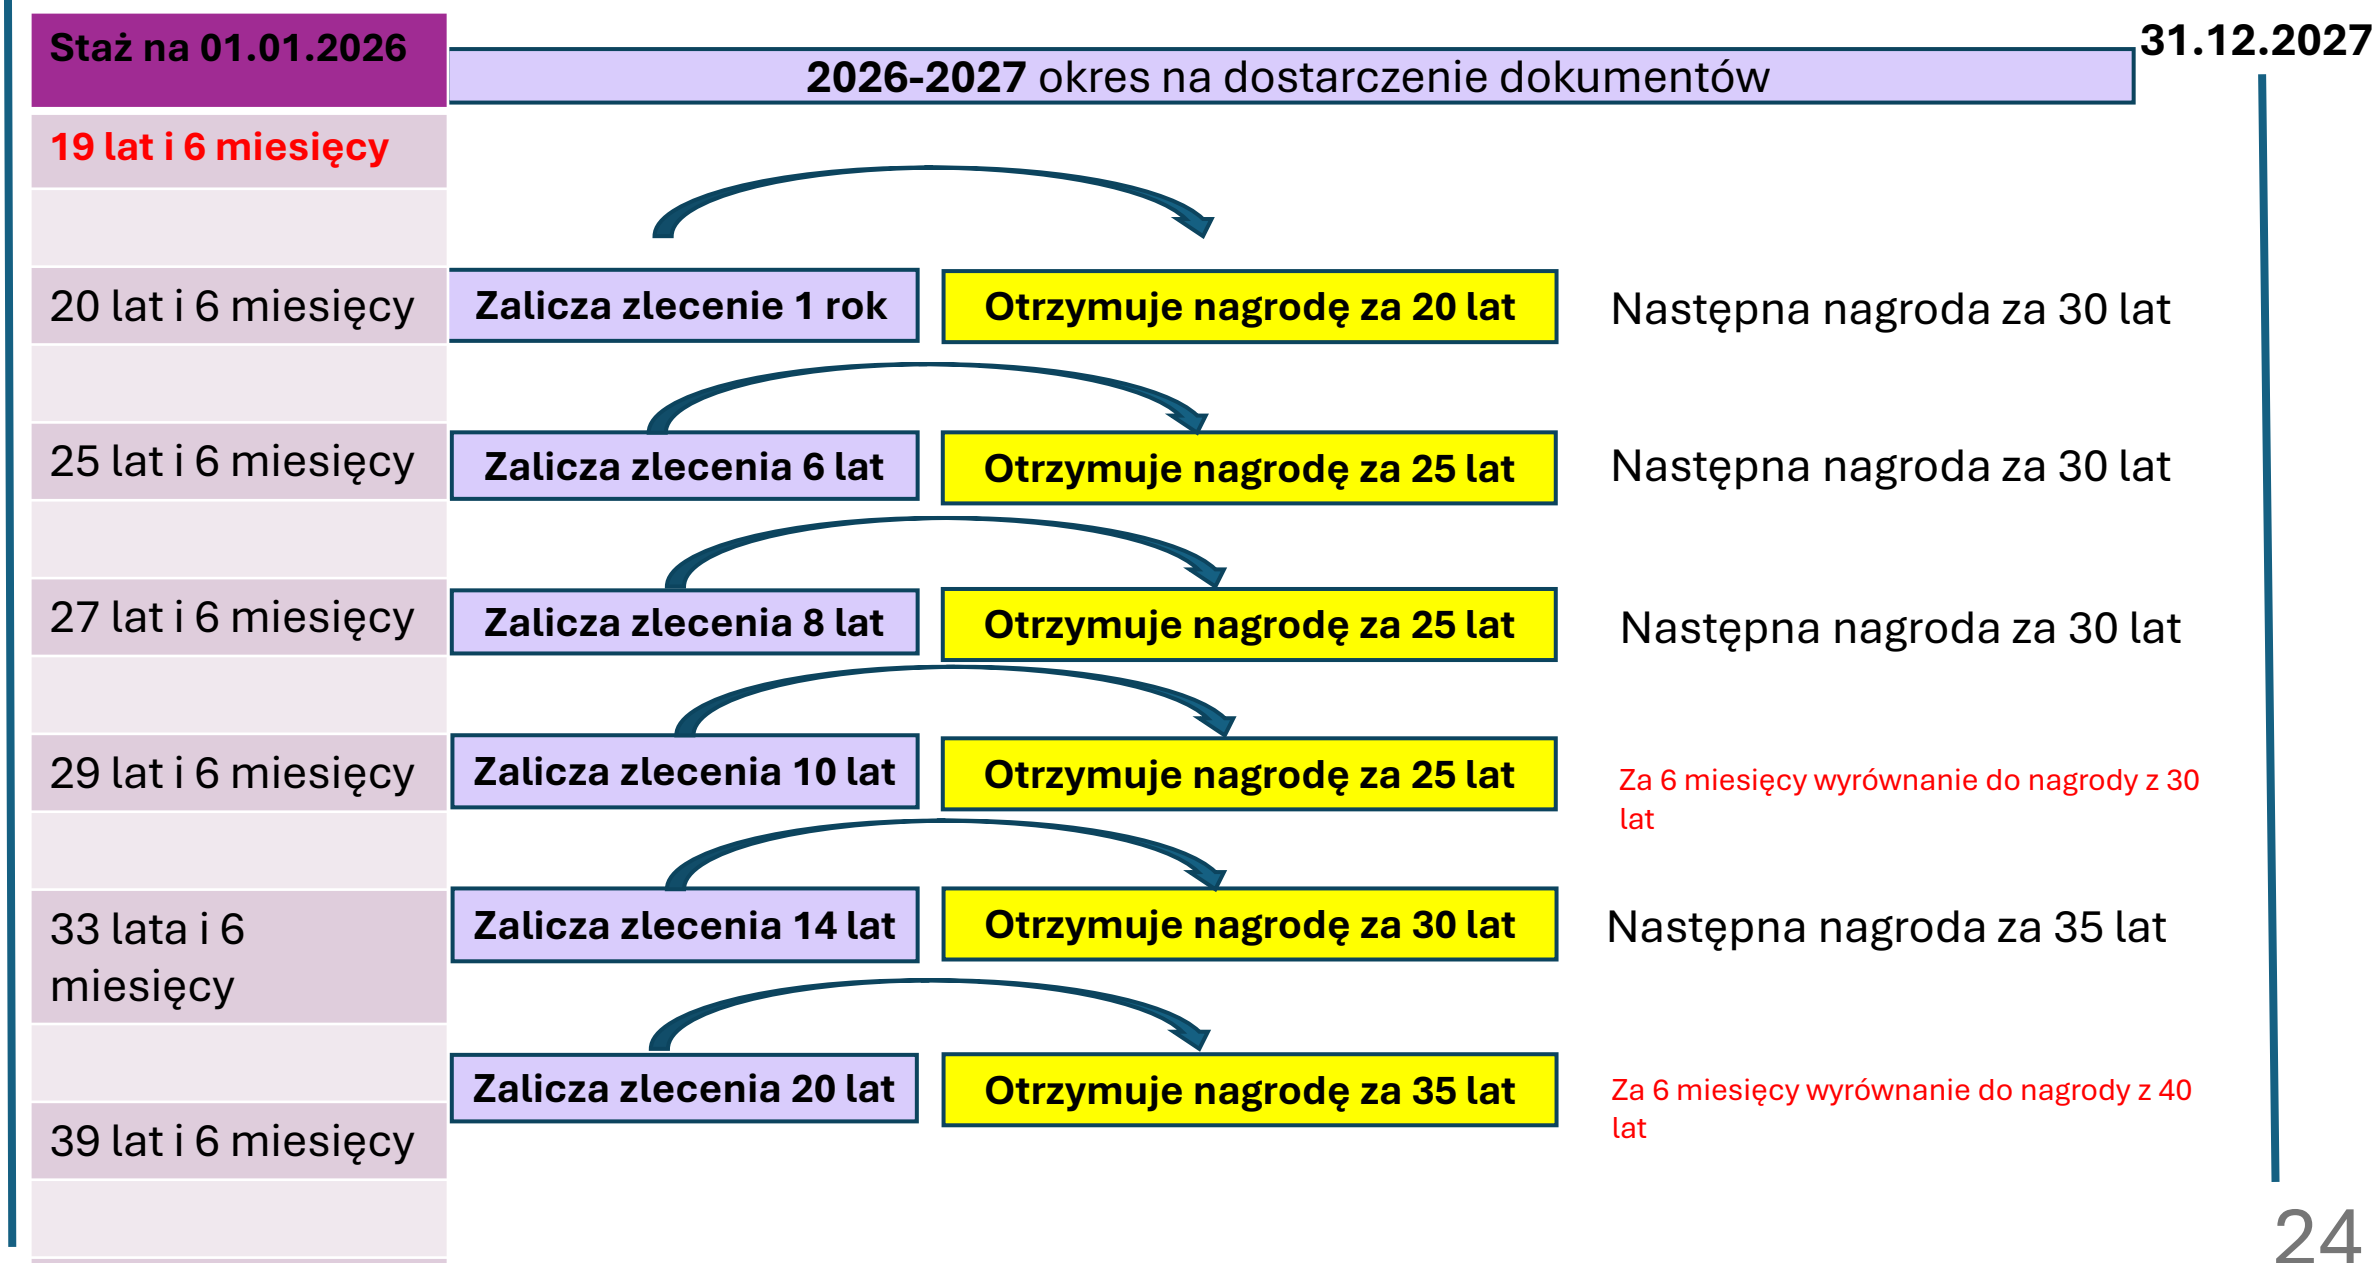 Staż na 01.01.2026
31.12.2027
2026-2027 okres na dostarczenie dokumentów
19 lat i 6 miesięcy
20 lat i 6 miesięcy
Zalicza zlecenie 1 rok
Otrzymuje nagrodę za 20 lat
Następna nagroda za 30 lat
25 lat i 6 miesięcy
Zalicza zlecenia 6 lat
Otrzymuje nagrodę za 25 lat
Następna nagroda za 30 lat
27 lat i 6 miesięcy
Zalicza zlecenia 8 lat
Otrzymuje nagrodę za 25 lat
Następna nagroda za 30 lat
29 lat i 6 miesięcy
Zalicza zlecenia 10 lat
Otrzymuje nagrodę za 25 lat
Za 6 miesięcy wyrównanie do nagrody z 30
lat
33 lata i 6
miesięcy
Zalicza zlecenia 14 lat
Otrzymuje nagrodę za 30 lat
Następna nagroda za 35 lat
Zalicza zlecenia 20 lat
Otrzymuje nagrodę za 35 lat
Za 6 miesięcy wyrównanie do nagrody z 40
lat
39 lat i 6 miesięcy
24